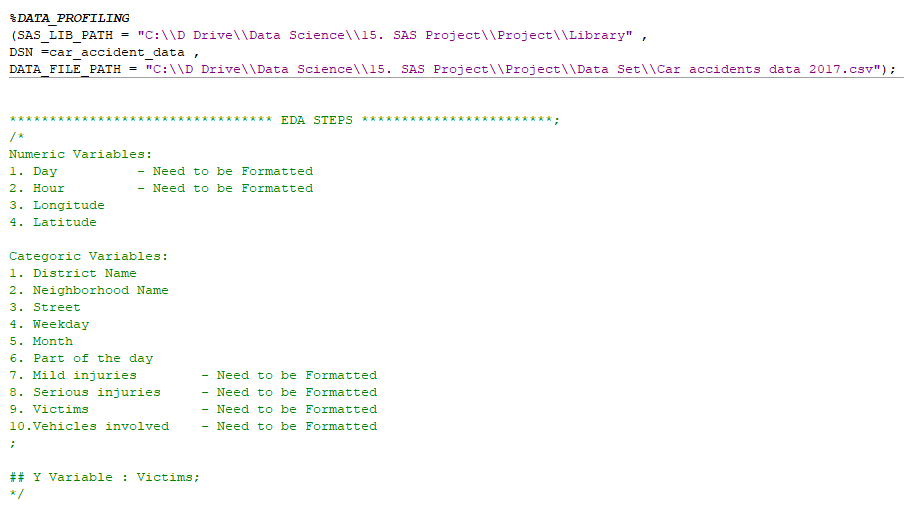 %DATA_PROFILING
(SAS_LIB_PATH = "C:\\D Drive\\Data Science\\15. SAS Project\\Project\\Library" ,
DSN =car_accident_data ,
DATA_FILE_PATH = "C:\\D Drive\\Data Science\\15. SAS Project\\Project\\Data Set\\Car accidents data 2017.csv");
********************************* EDA STEPS ************************;
/*
Numeric Variables:
1. Day          - Need to be Formatted
2. Hour         - Need to be Formatted
3. Longitude
4. Latitude
Categoric Variables:
1. District Name
2. Neighborhood Name
3. Street
4. Weekday
5. Month
6. Part of the day
7. Mild injuries        - Need to be Formatted
8. Serious injuries     - Need to be Formatted
9. Victims              - Need to be Formatted
10.Vehicles involved    - Need to be Formatted
;
## Y Variable : Victims;
*/